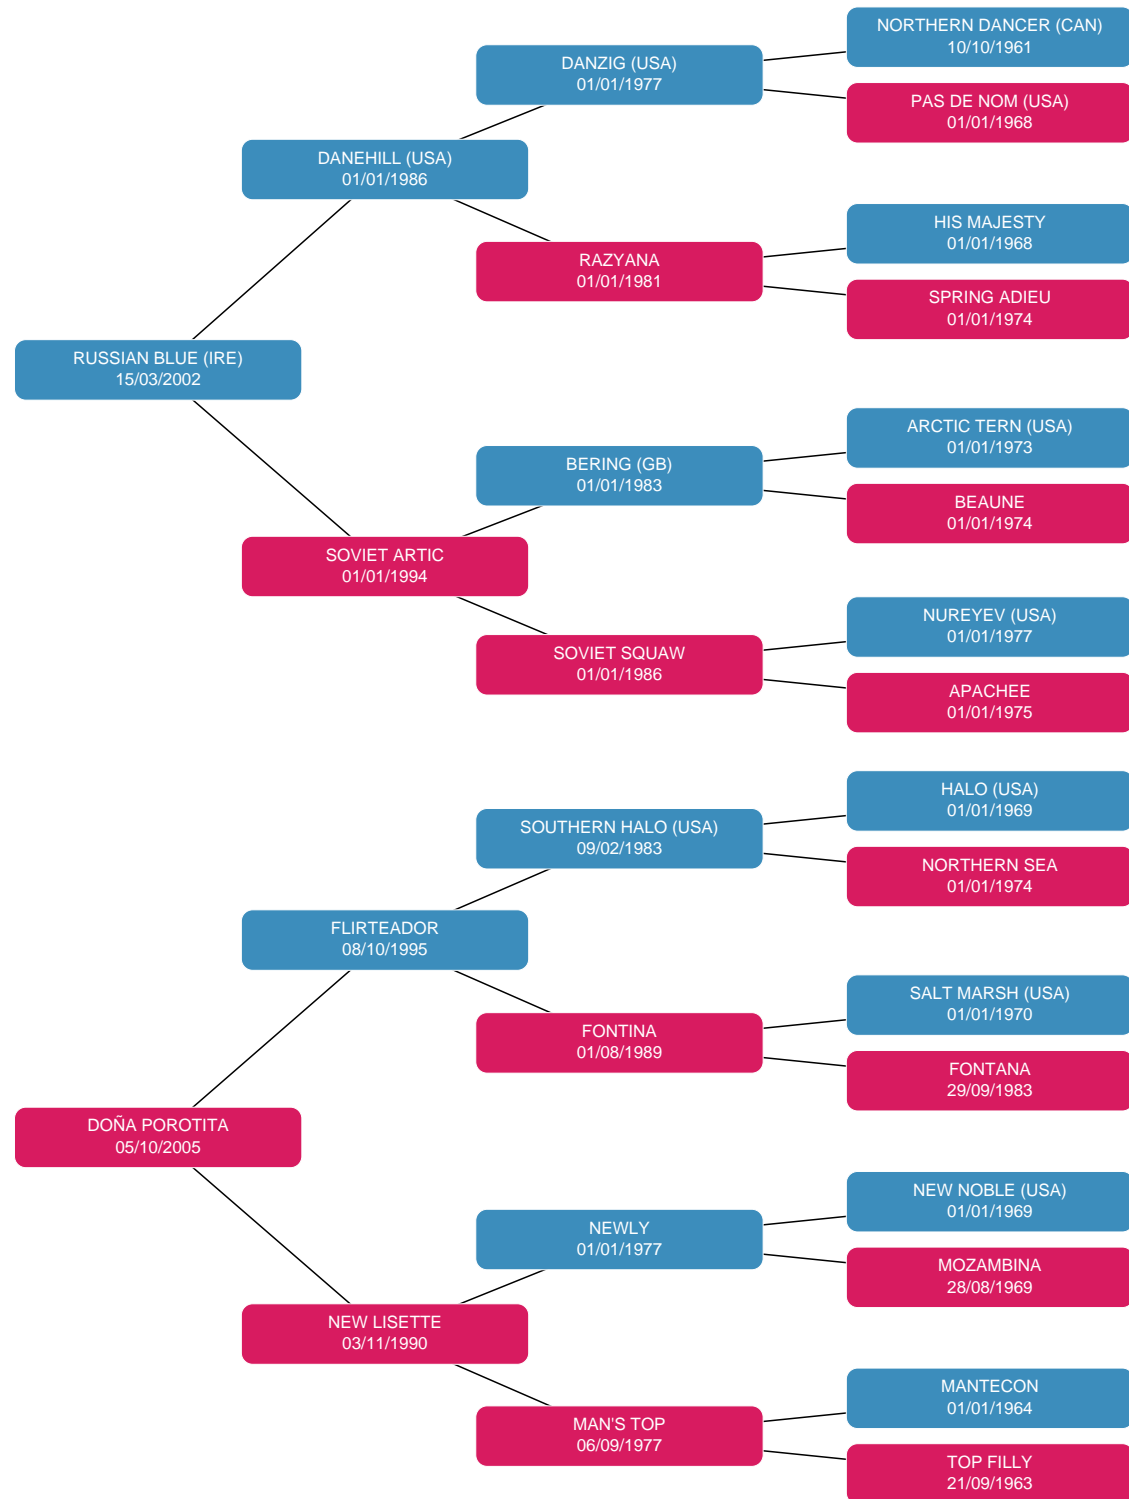 NORTHERN DANCER (CAN)
10/10/1961
DANZIG (USA)
01/01/1977
PAS DE NOM (USA)
01/01/1968
DANEHILL (USA)
01/01/1986
HIS MAJESTY
01/01/1968
RAZYANA
01/01/1981
SPRING ADIEU
01/01/1974
RUSSIAN BLUE (IRE)
15/03/2002
ARCTIC TERN (USA)
01/01/1973
BERING (GB)
01/01/1983
BEAUNE
01/01/1974
SOVIET ARTIC
01/01/1994
NUREYEV (USA)
01/01/1977
SOVIET SQUAW
01/01/1986
APACHEE
01/01/1975
HALO (USA)
01/01/1969
SOUTHERN HALO (USA)
09/02/1983
NORTHERN SEA
01/01/1974
FLIRTEADOR
08/10/1995
SALT MARSH (USA)
01/01/1970
FONTINA
01/08/1989
FONTANA
29/09/1983
DOÑA POROTITA
05/10/2005
NEW NOBLE (USA)
01/01/1969
NEWLY
01/01/1977
MOZAMBINA
28/08/1969
NEW LISETTE
03/11/1990
MANTECON
01/01/1964
MAN'S TOP
06/09/1977
TOP FILLY
21/09/1963